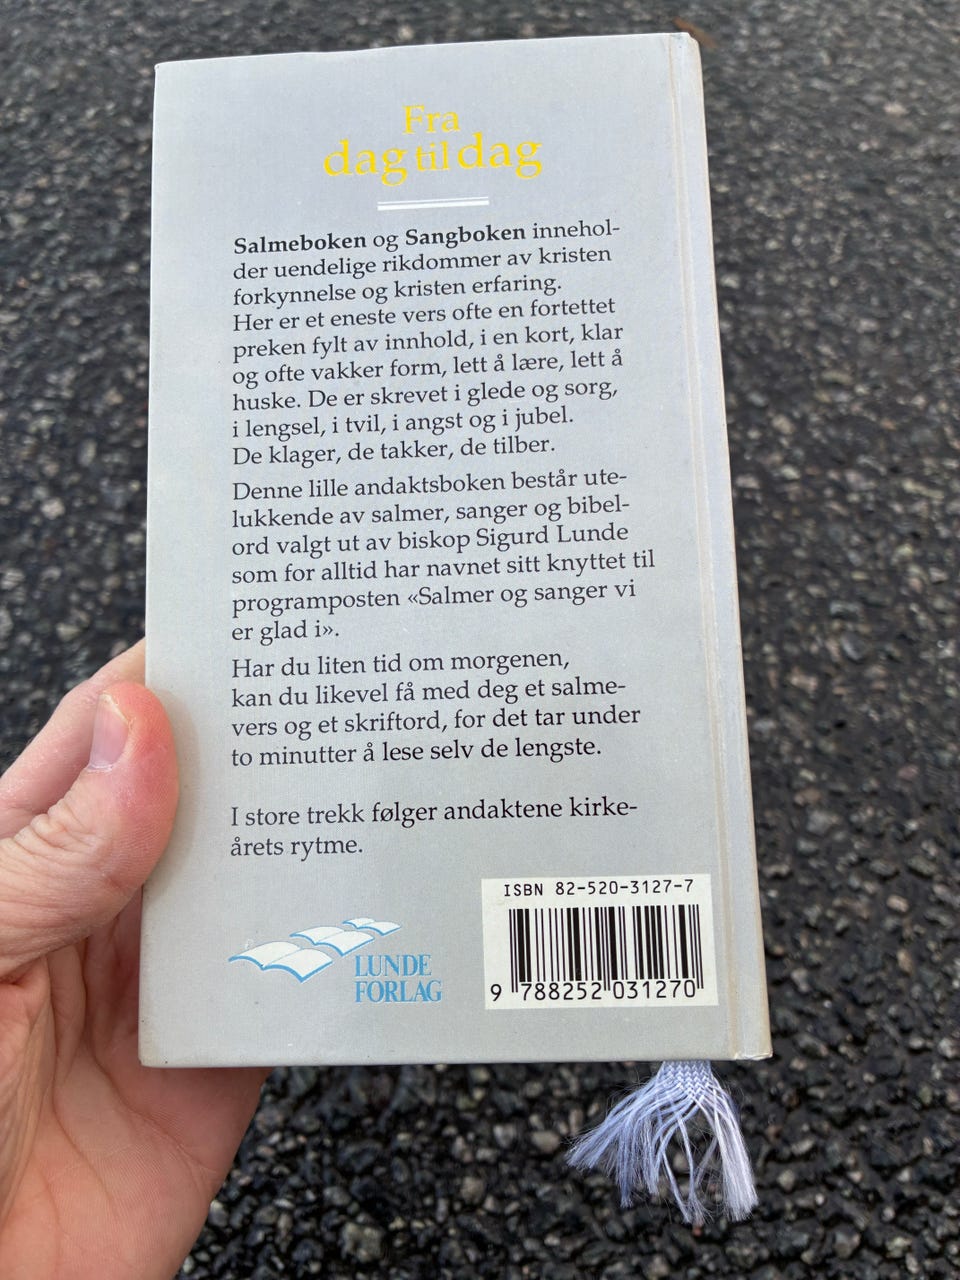 Fra
dag til dag
Salmeboken og Sangboken innehol-
der uendelige rikdommer av kristen
forkynnelse og kristen erfaring.
Her er et eneste vers ofte en fortettet
preken fylt av innhold, i en kort, klar
og ofte vakker form, lett å lære, lett å
huske. De er skrevet i glede og sorg,
i lengsel, i tvil, i angst og i jubel.
De klager, de takker, de tilber.
Denne lille andaktsboken består ute-
lukkende av salmer, sanger og bibel-
ord valgt ut av biskop Sigurd Lunde
som for alltid har navnet sitt knyttet til
programposten «Salmer og sanger vi
er glad i».
Har du liten tid om morgenen,
kan du likevel få med deg et salme-
vers og et skriftord, for det tar under
to minutter å lese selv de lengste.
I store trekk følger andaktene kirke-
årets rytme.
LUNDE
FORLAG
ISBN 82-520-3127-7
9 788252 031270